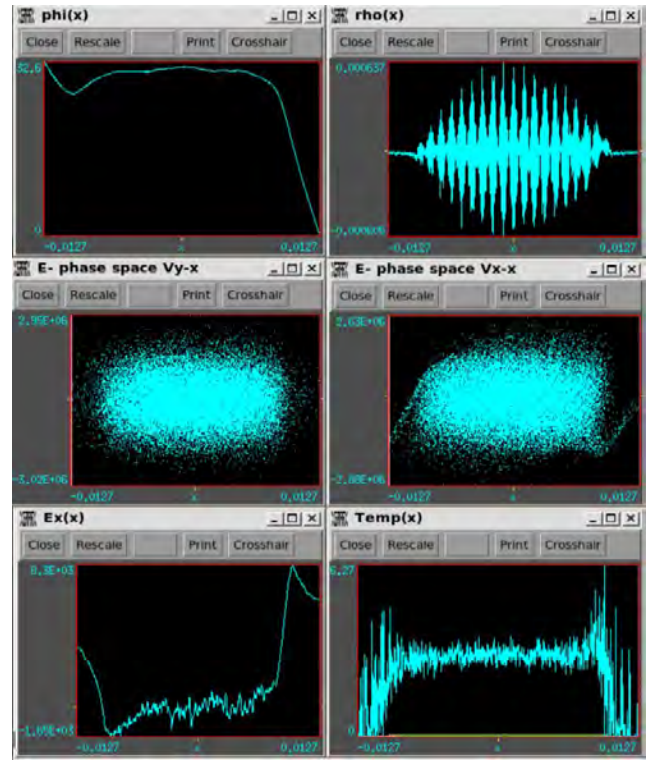 phi(x)
Close Rescale Print Crosshair
32.6
0
-0.0127 x 0.0127
rho(x)
Close Rescale Print Crosshair
0.000637
-0.0127 x 0.0127
E- phase space Vy-x
Close Rescale Print Crosshair
2.95E+06
-3.02E+06
-0.0127 x 0.0127
E- phase space Vx-x
Close Rescale Print Crosshair
2.63E+06
-2.88E+06
-0.0127 x 0.0127
Ex(x)
Close Rescale Print Crosshair
8.3E+03
-0.0127 x 0.0127
Temp(x)
Close Rescale Print Crosshair
6.27
0
-0.0127 x 0.0127